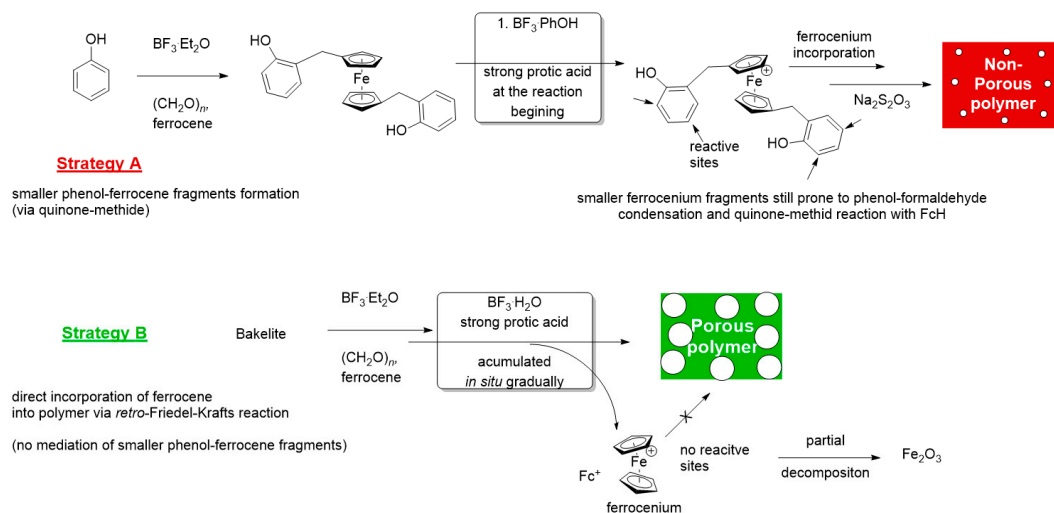 OH
BF3·Et2O
(CH2O)n,
ferrocene
HO
Fe
HO
1. BF3·PhOH
strong protic acid
at the reaction
begining
HO
Fe
+
HO
reactive
sites
ferrocenium
incorporation
Na2S2O3
Non-
Porous
polymer
Strategy A
smaller phenol-ferrocene fragments formation
(via quinone-methide)
smaller ferrocenium fragments still prone to phenol-formaldehyde
condensation and quinone-methid reaction with FcH
Strategy B
Bakelite
BF3·Et2O
(CH2O)n,
ferrocene
BF3·H2O
strong protic acid
acumulated
in situ gradually
Porous
polymer
direct incorporation of ferrocene
into polymer via retro-Friedel-Krafts reaction
(no mediation of smaller phenol-ferrocene fragments)
Fc+
Fe
+
ferrocenium
no reacitve
sites
partial
decompositon
Fe2O3